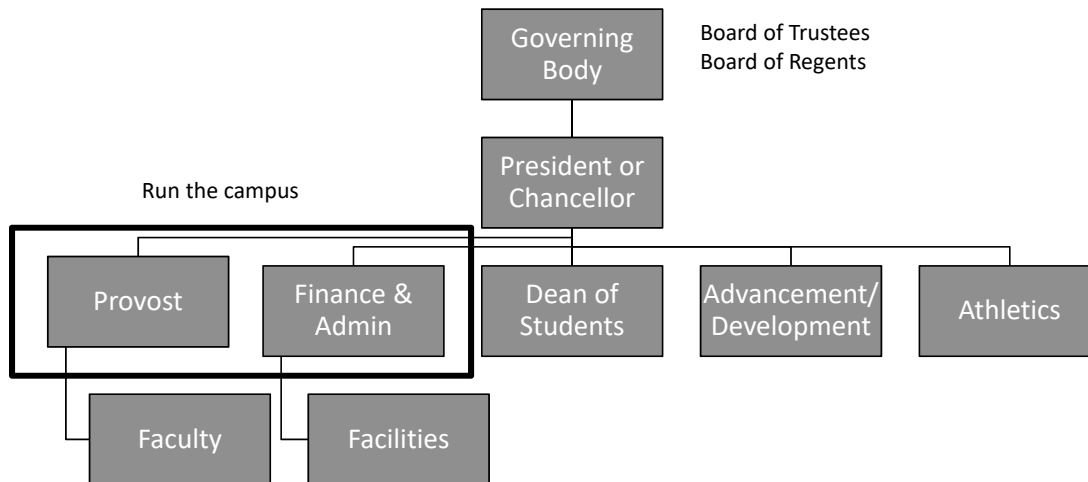 Governing
Body
Board of Trustees
Board of Regents
President or
Chancellor
Run the campus
Provost
Finance &
Admin
Dean of
Students
Advancement/
Development
Athletics
Faculty
Facilities